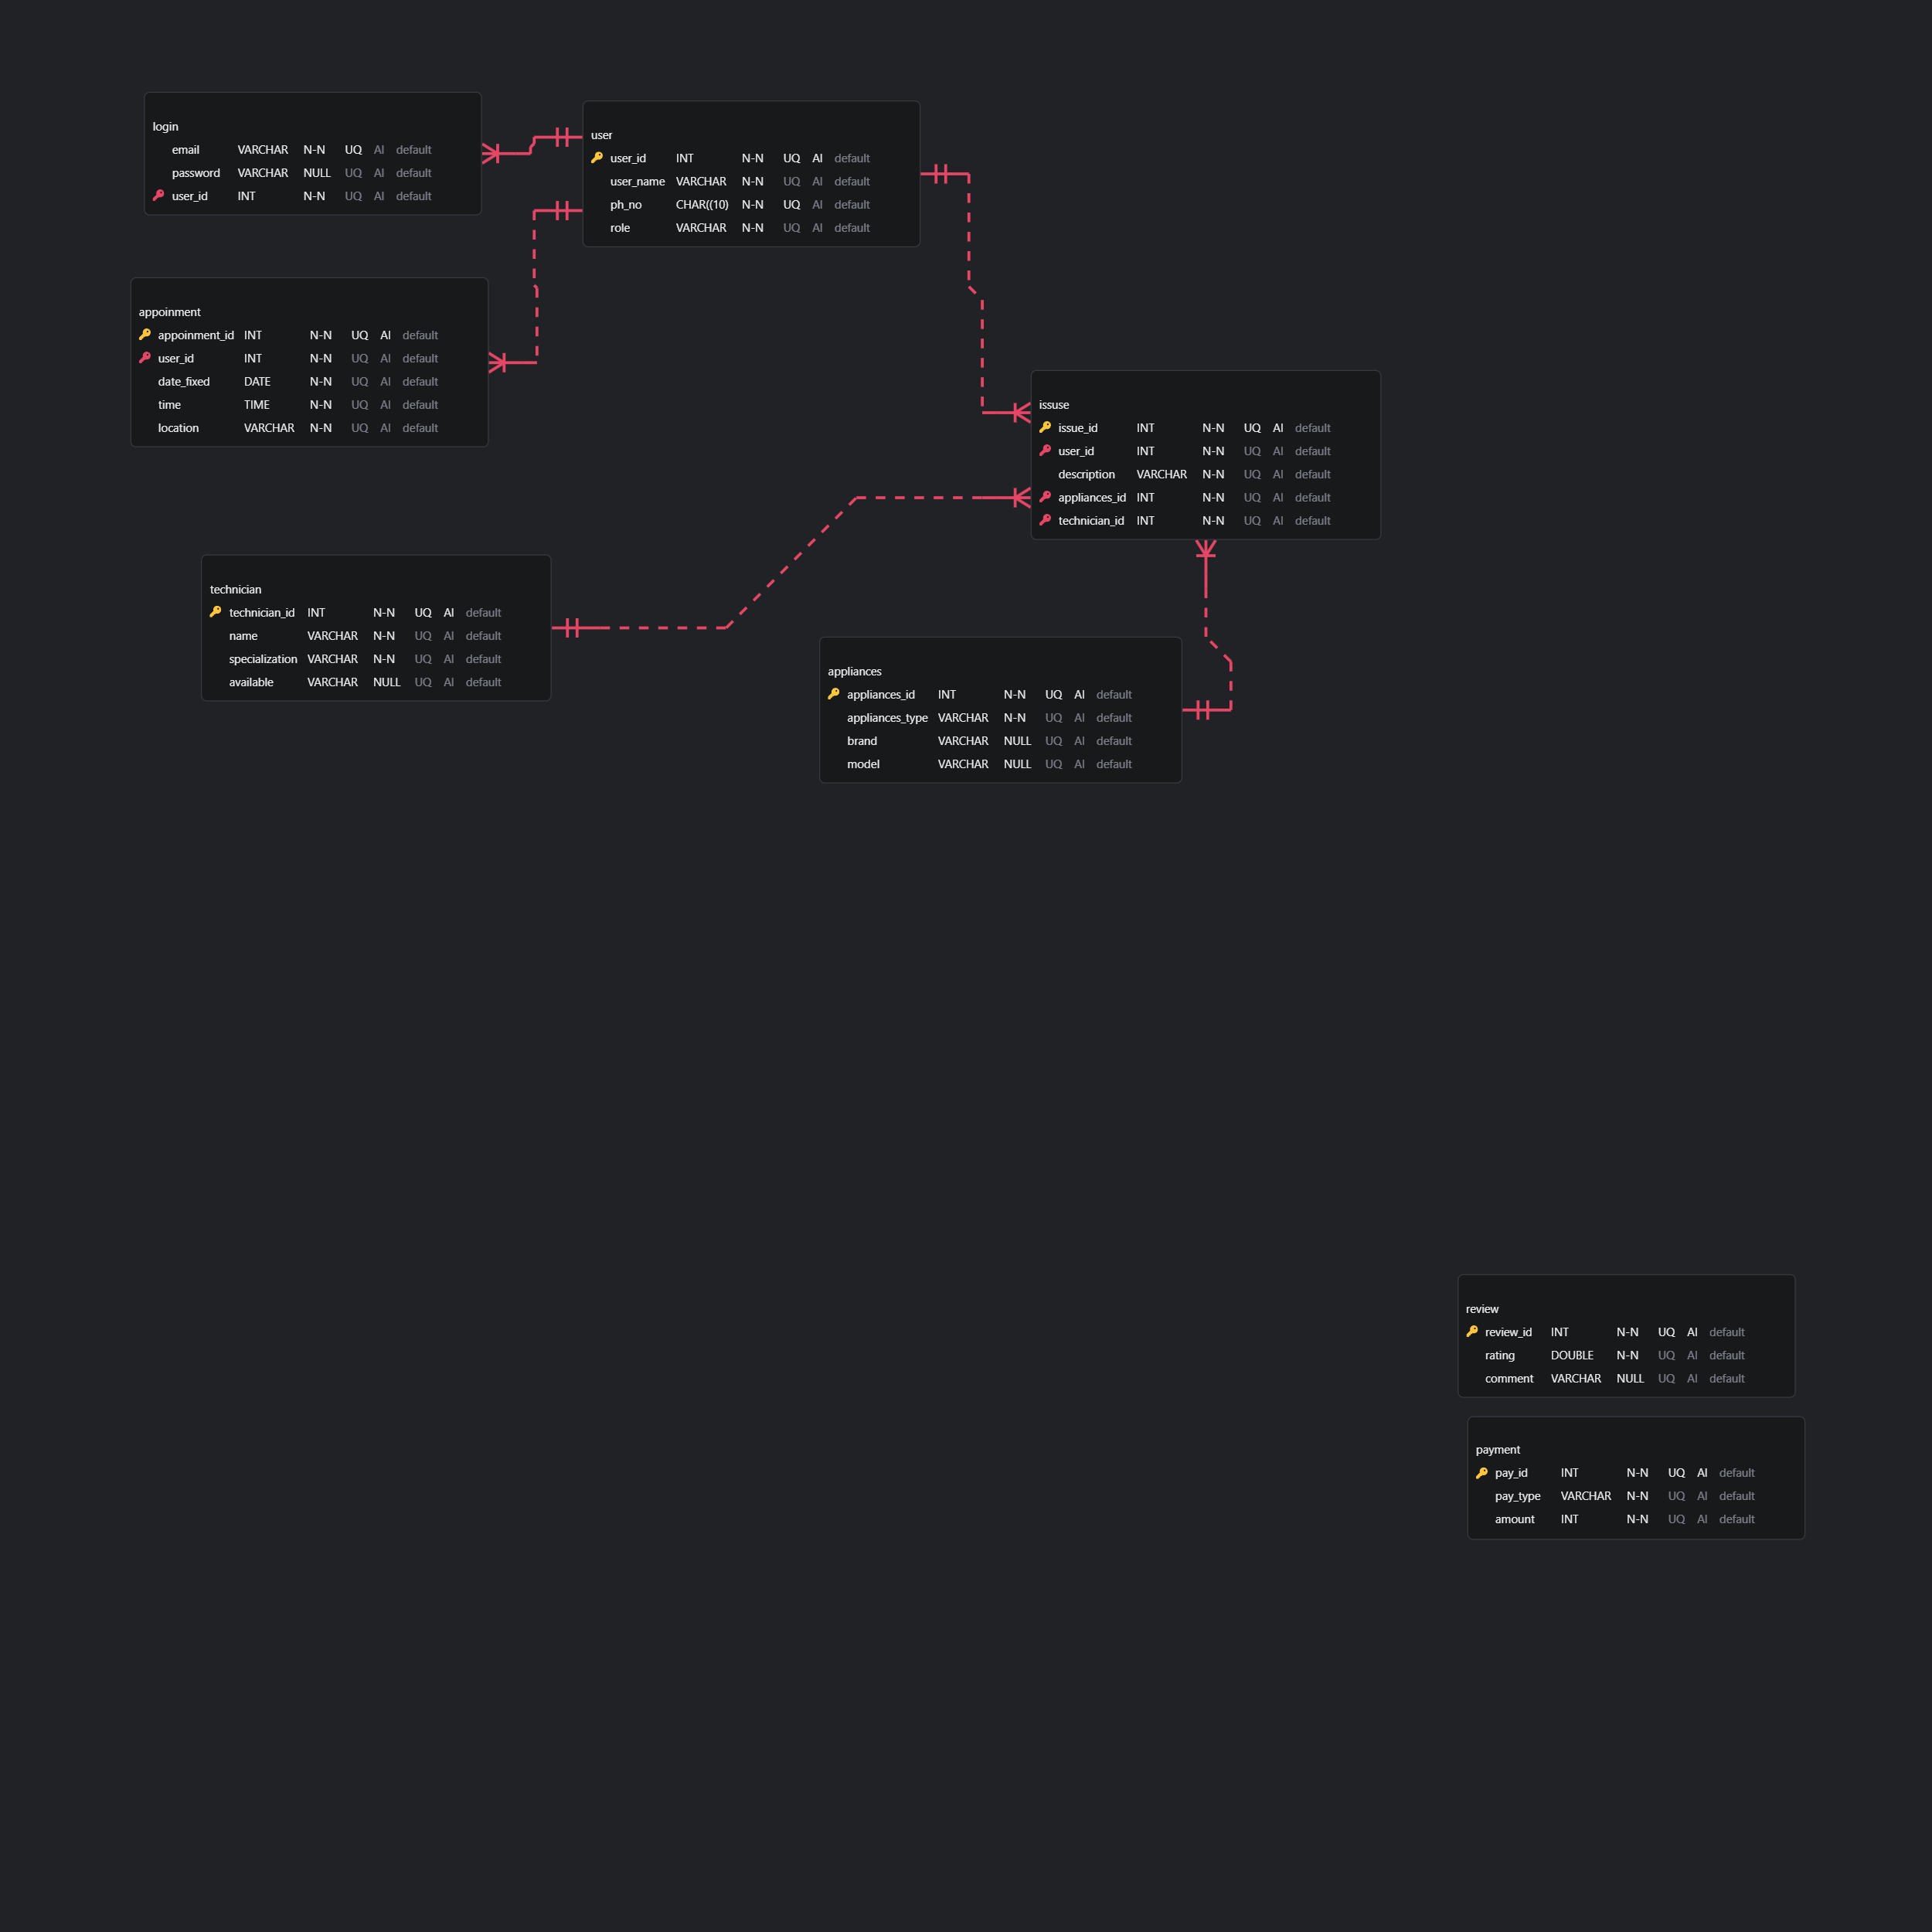 login
email VARCHAR N-N UQ AI default
password VARCHAR NULL UQ AI default
user_id INT N-N UQ AI default
user
user_id INT N-N UQ AI default
user_name VARCHAR N-N UQ AI default
ph_no CHAR((10) N-N UQ AI default
role VARCHAR N-N UQ AI default
appoinment
appoinment_id INT N-N UQ AI default
user_id INT N-N UQ AI default
date_fixed DATE N-N UQ AI default
time TIME N-N UQ AI default
location VARCHAR N-N UQ AI default
issuse
issue_id INT N-N UQ AI default
user_id INT N-N UQ AI default
description VARCHAR N-N UQ AI default
appliances_id INT N-N UQ AI default
technician_id INT N-N UQ AI default
technician
technician_id INT N-N UQ AI default
name VARCHAR N-N UQ AI default
specialization VARCHAR N-N UQ AI default
available VARCHAR NULL UQ AI default
appliances
appliances_id INT N-N UQ AI default
appliances_type VARCHAR N-N UQ AI default
brand VARCHAR NULL UQ AI default
model VARCHAR NULL UQ AI default
review
review_id INT N-N UQ AI default
rating DOUBLE N-N UQ AI default
comment VARCHAR NULL UQ AI default
payment
pay_id INT N-N UQ AI default
pay_type VARCHAR N-N UQ AI default
amount INT N-N UQ AI default